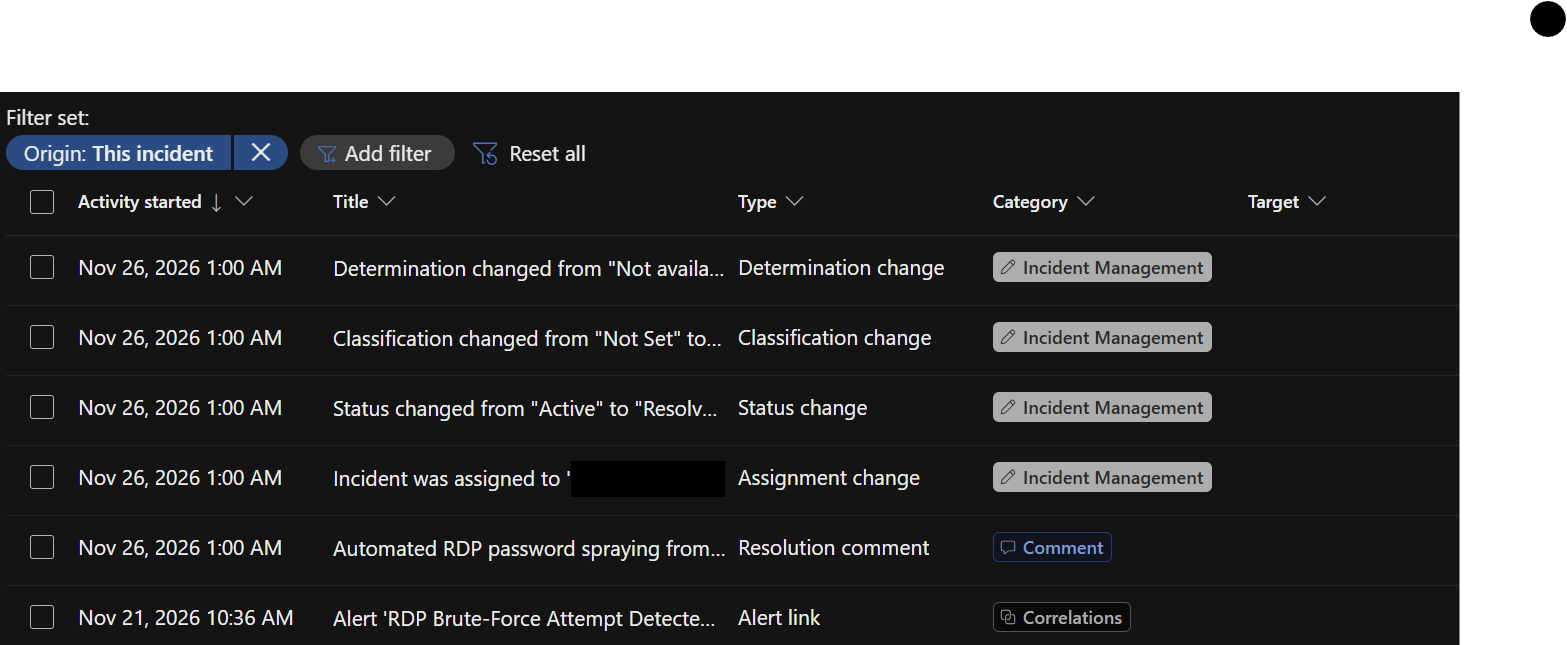 Filter set:
Origin: This incident Add filter Reset all
Activity started Title Type Category Target
Nov 26, 2026 1:00 AM Determination changed from "Not availa... Determination change Incident Management
Nov 26, 2026 1:00 AM Classification changed from "Not Set" to... Classification change Incident Management
Nov 26, 2026 1:00 AM Status changed from "Active" to "Resolv... Status change Incident Management
Nov 26, 2026 1:00 AM Incident was assigned to ' Assignment change Incident Management
Nov 26, 2026 1:00 AM Automated RDP password spraying from... Resolution comment Comment
Nov 21, 2026 10:36 AM Alert 'RDP Brute-Force Attempt Detecte... Alert link Correlations